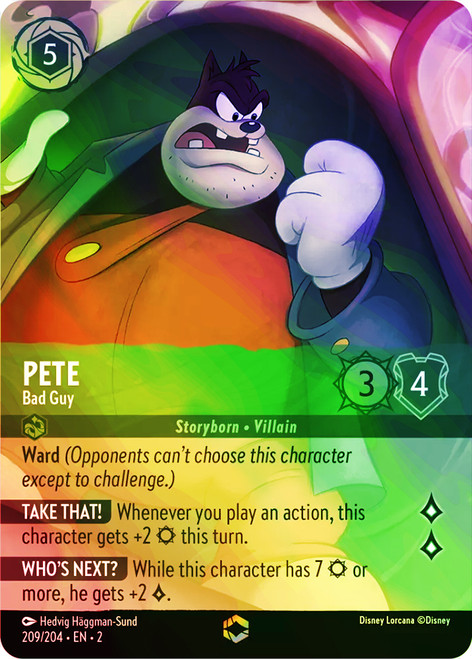 5
PETE
Bad Guy
3
4
Storyborn • Villain
Ward (Opponents can't choose this character
except to challenge.)
TAKE THAT! Whenever you play an action, this
character gets +2 this turn.
WHO'S NEXT? While this character has 7 or
more, he gets +2 .
Hedvig Häggman-Sund
Disney Lorcana ©Disney
209/204 • EN • 2